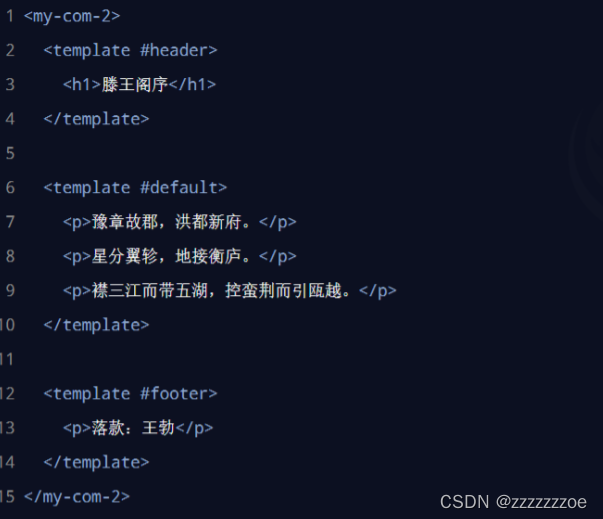 1 <my-com-2>
2 <template #header>
3 <h1>滕王阁序</h1>
4 </template>
5
6 <template #default>
7 <p>豫章故郡，洪都新府。</p>
8 <p>星分翼轸，地接衡庐。</p>
9 <p>襟三江而带五湖，控蛮荆而引瓯越。</p>
10 </template>
11
12 <template #footer>
13 <p>落款：王勃</p>
14 </template>
15 </my-com-2>
CSDN @zzzzzzzoe